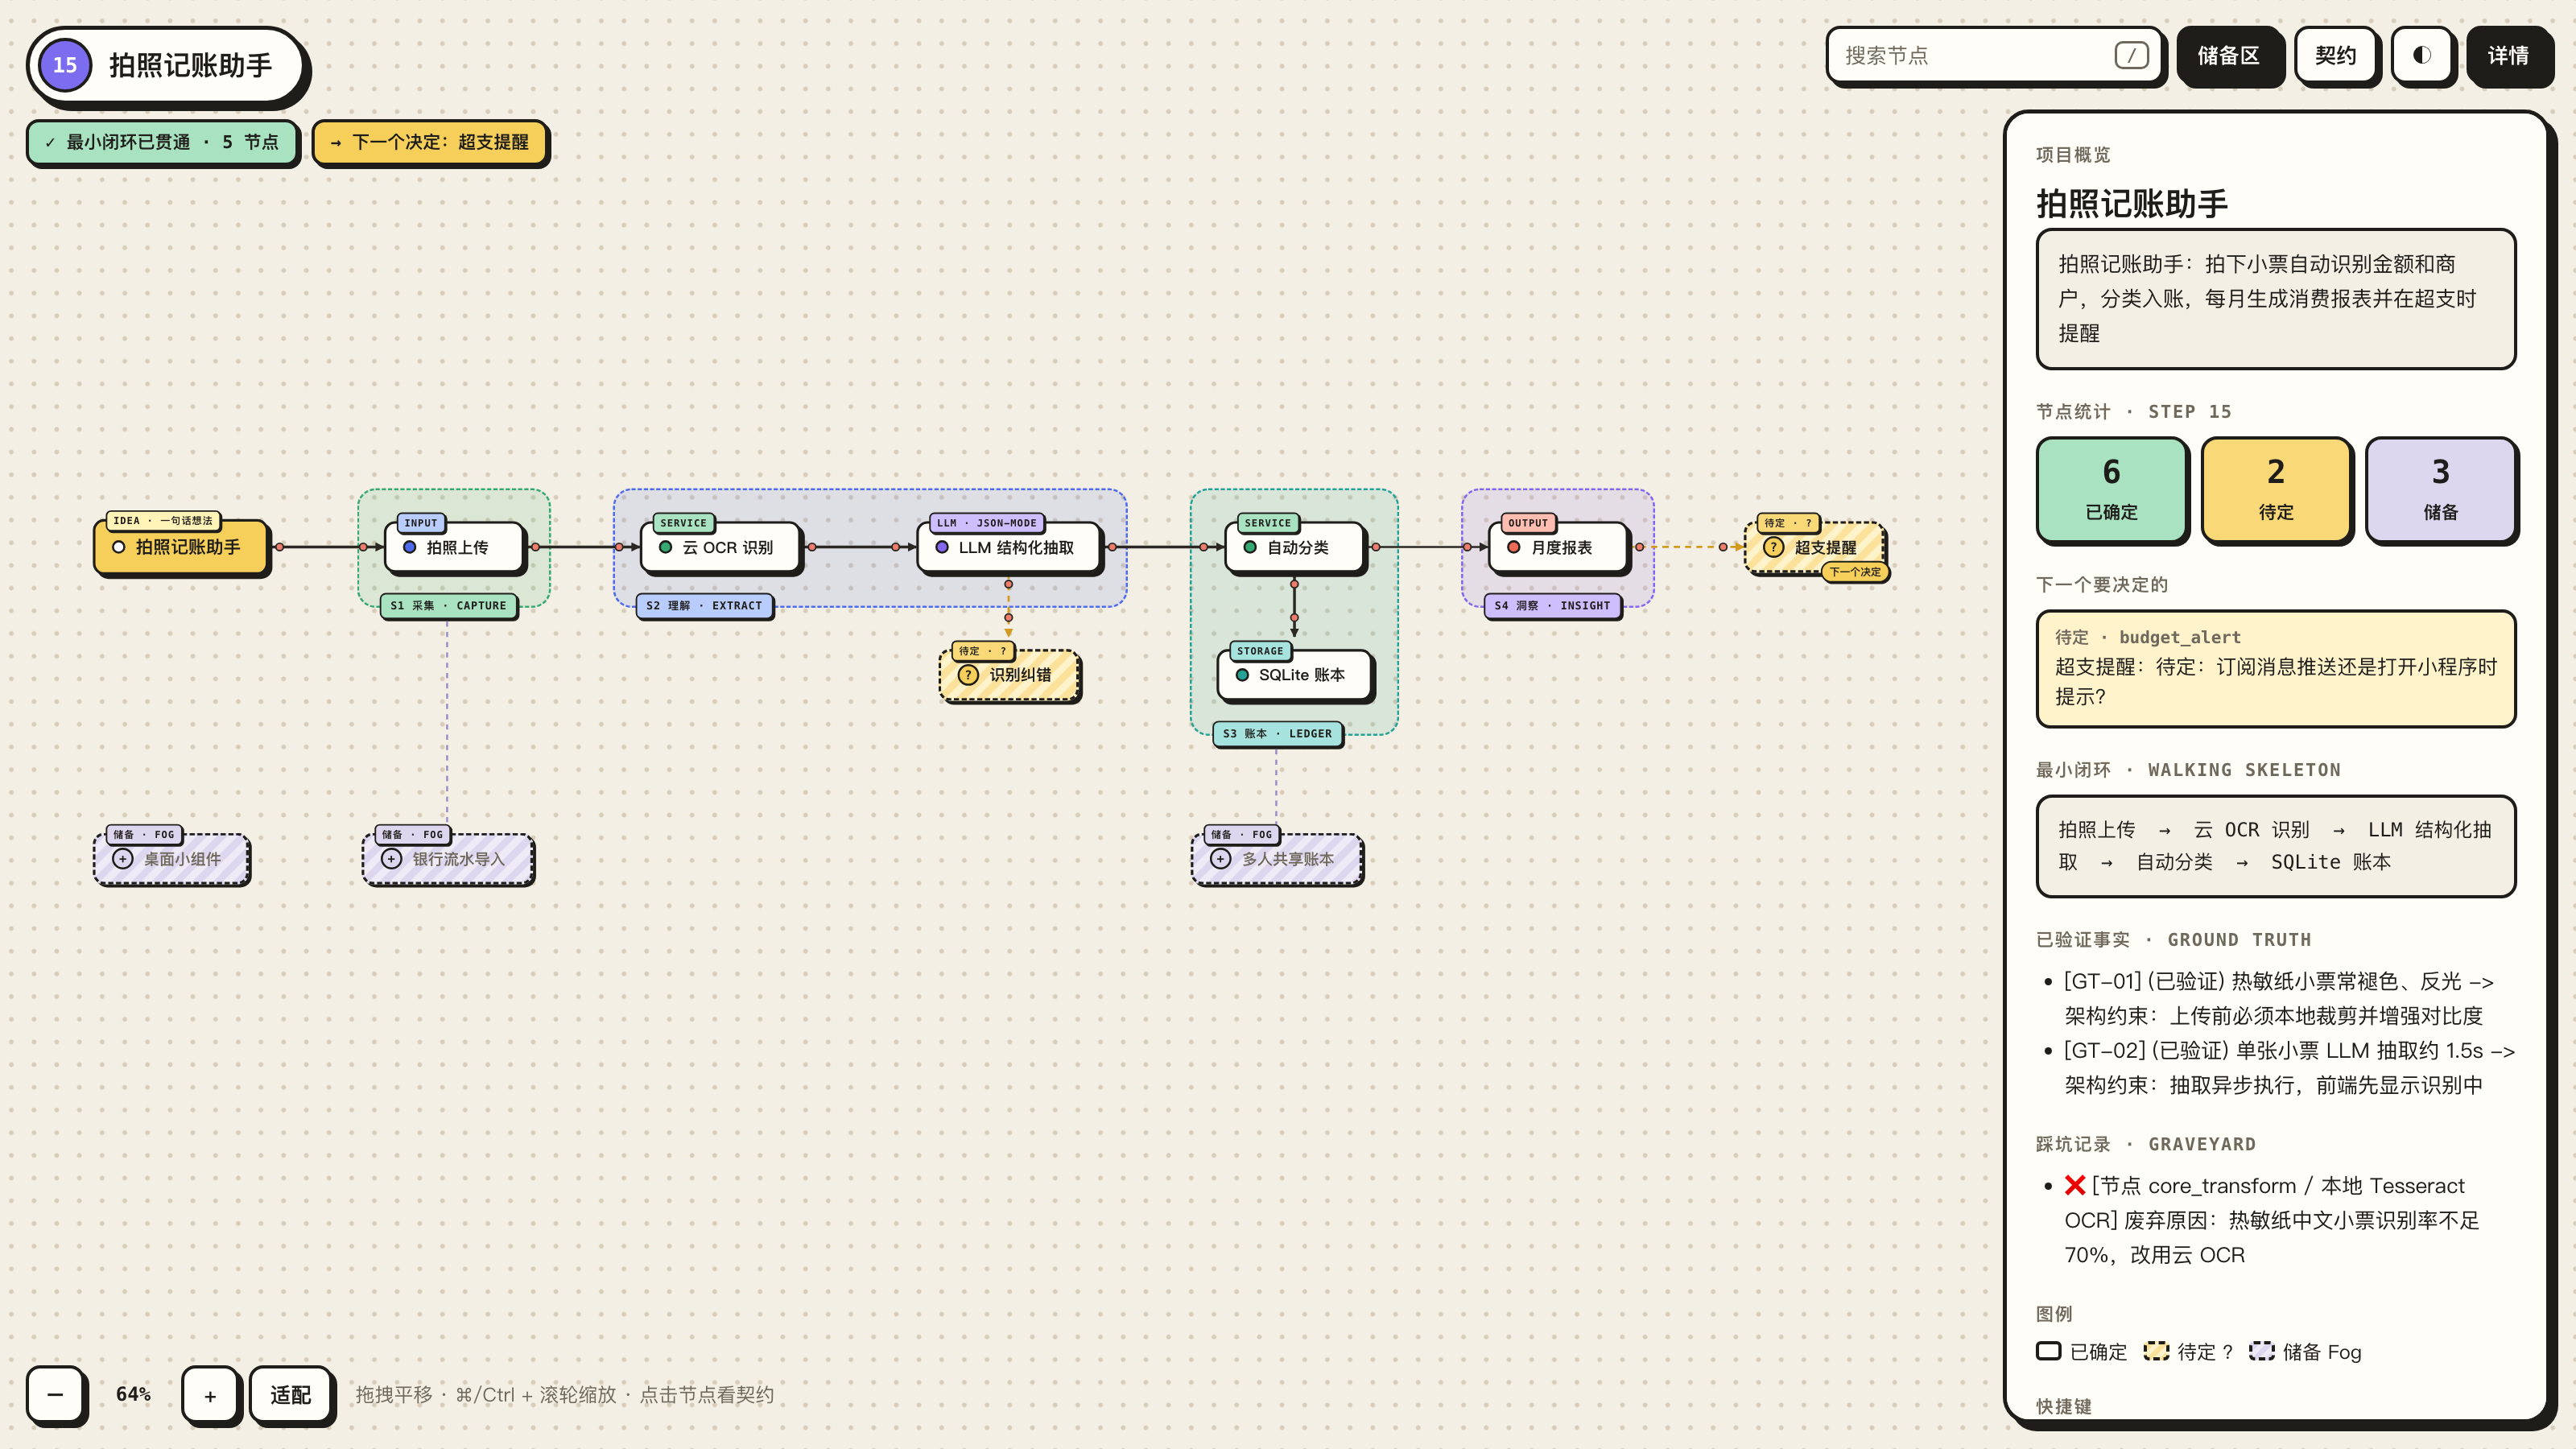 15
拍照记账助手
✓ 最小闭环已贯通 · 5 节点
→ 下一个决定: 超支提醒
搜索节点
/
储备区
契约
详情
IDEA · 一句话想法
拍照记账助手
INPUT
拍照上传
S1 采集 · CAPTURE
SERVICE
云 OCR 识别
LLM · JSON-MODE
LLM 结构化抽取
S2 理解 · EXTRACT
待定 · ?
? 识别纠错
SERVICE
自动分类
STORAGE
SQLite 账本
S3 账本 · LEDGER
OUTPUT
月度报表
S4 洞察 · INSIGHT
待定 · ?
? 超支提醒
下一个决定
储备 · FOG
+ 桌面小组件
储备 · FOG
+ 银行流水导入
储备 · FOG
+ 多人共享账本
项目概览
拍照记账助手
拍照记账助手：拍下小票自动识别金额和商
户，分类入账，每月生成消费报表并在超支时
提醒
节点统计 · STEP 15
6
已确定
2
待定
3
储备
下一个要决定的
待定 · budget_alert
超支提醒：待定：订阅消息推送还是打开小程序时
提示？
最小闭环 · WALKING SKELETON
拍照上传 → 云 OCR 识别 → LLM 结构化抽
取 → 自动分类 → SQLite 账本
已验证事实 · GROUND TRUTH
• [GT-01] (已验证) 热敏纸小票常褪色、反光 ->
架构约束：上传前必须本地裁剪并增强对比度
• [GT-02] (已验证) 单张小票 LLM 抽取约 1.5s ->
架构约束：抽取异步执行，前端先显示识别中
踩坑记录 · GRAVEYARD
• ❌ [节点 core_transform / 本地 Tesseract
OCR] 废弃原因：热敏纸中文小票识别率不足
70%，改用云 OCR
图例
已确定 待定 ? 储备 Fog
快捷键
− 64% + 适配 拖拽平移 · ⌘/Ctrl + 滚轮缩放 · 点击节点看契约